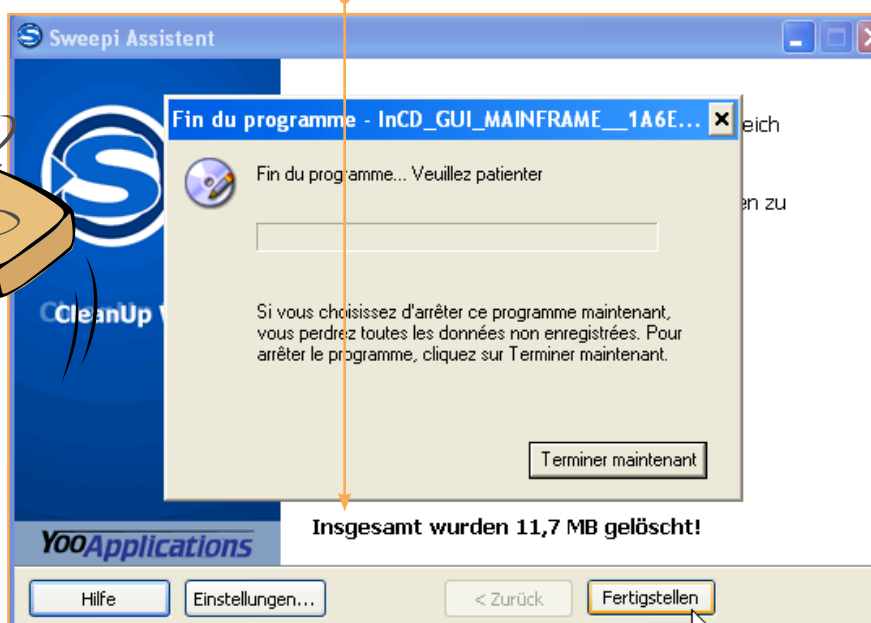 Sweepi Assistent
Fin du programme - InCD_GUI_MAINFRAME__1A6E...
eich
Fin du programme... Veuillez patienter
en zu
CleanUp
Si vous choisissez d'arrêter ce programme maintenant,
vous perdrez toutes les données non enregistrées. Pour
arrêter le programme, cliquez sur Terminer maintenant.
Terminer maintenant
Insgesamt wurden 11,7 MB gelöscht!
YooApplications
Hilfe
Einstellungen...
< Zurück
Fertigstellen